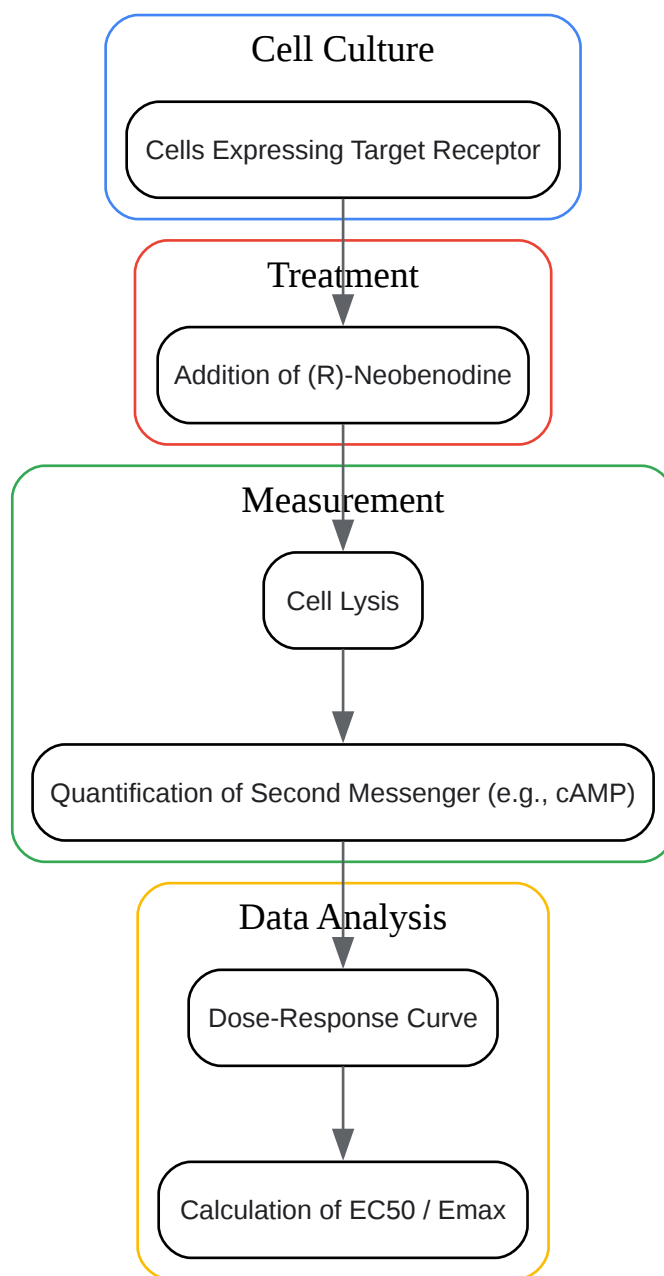 Cell Culture
Cells Expressing Target Receptor
Treatment
Addition of (R)-Neobenodine
Measurement
Cell Lysis
Quantification of Second Messenger (e.g., cAMP)
Data Analysis
Dose-Response Curve
Calculation of EC50 / Emax